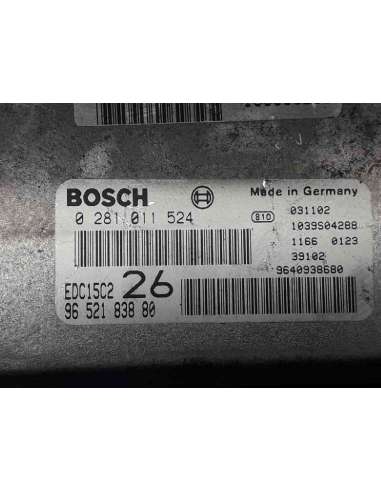 BOSCH
Made in Germany
0 281 011 524
810
031102
1039S04288
1166 0123
39102
9640938680
EDC15C2 26
96 521 838 80